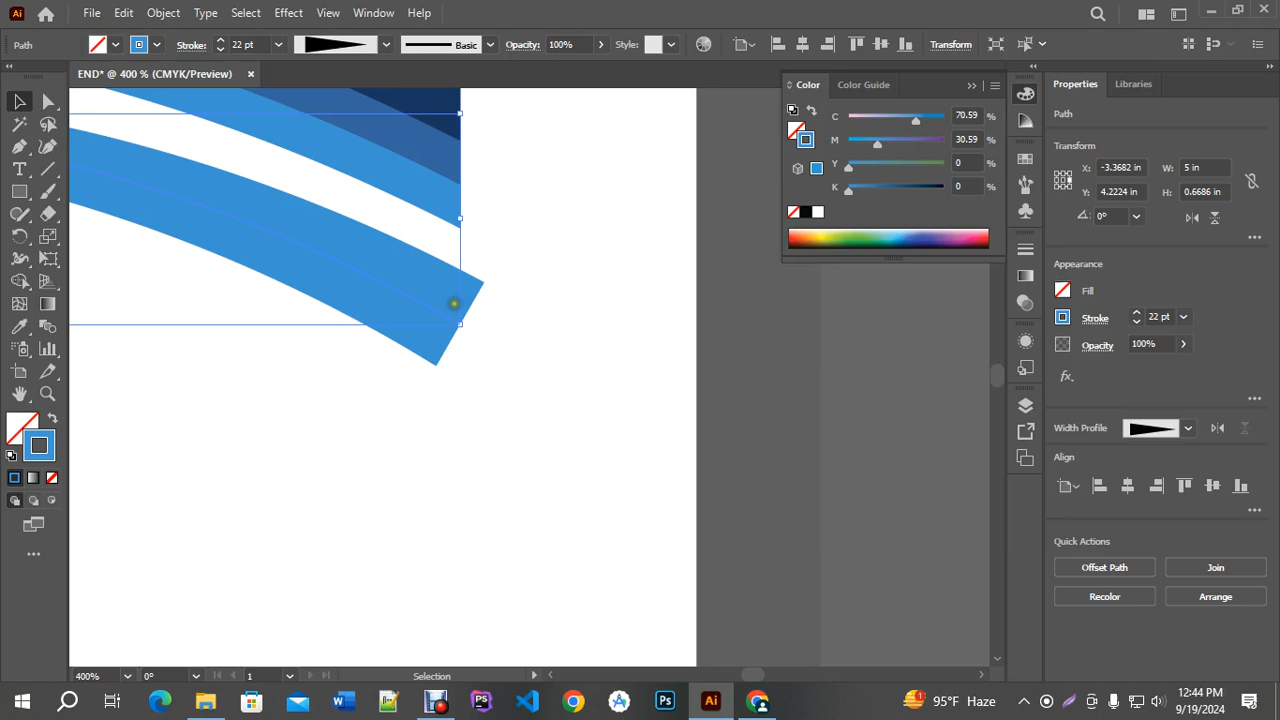 Ai File Edit Object Type Select Effect View Window Help
Path Stroke: 22 pt Basic Opacity: 100% Style: Transform
END* @ 400 % (CMYK/Preview) ×
Color Color Guide
C 70.59 %
M 30.59 %
Y 0 %
K 0 %
Properties Libraries
Path
Transform
X: -3.3682 in W: 5 in
Y: 4.2224 in H: 0.6686 in
0°
Appearance
Fill
Stroke 22 pt
Opacity 100%
fx.
Width Profile
Align
Quick Actions
Offset Path Join
Recolor Arrange
400% 0° 1 Selection
Ps Ai 95°F Haze 12:44 PM
9/19/2024